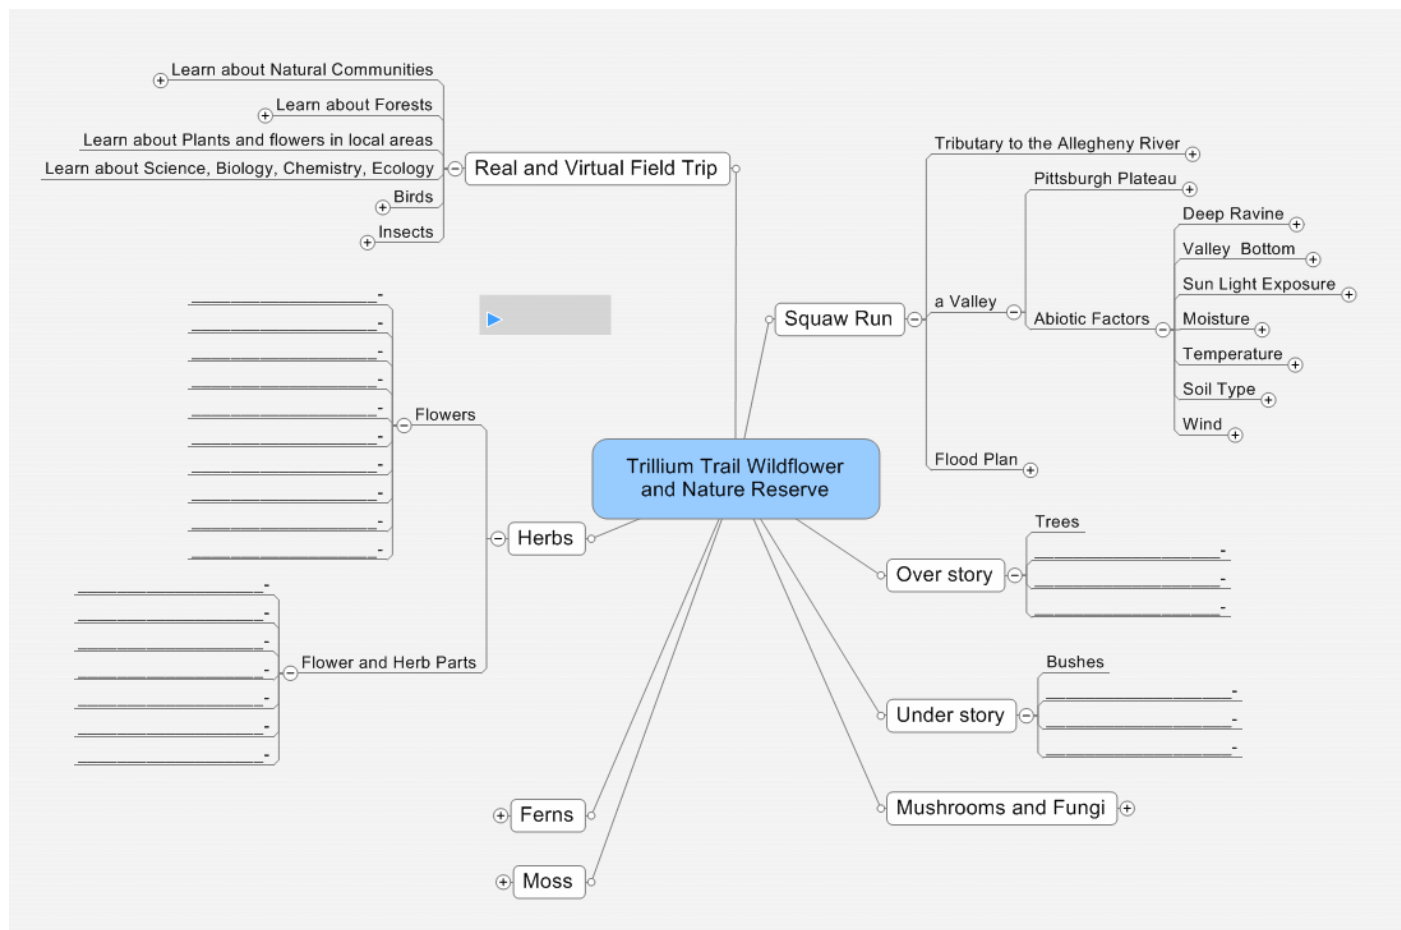 Learn about Natural Communities
Learn about Forests
Learn about Plants and flowers in local areas
Learn about Science, Biology, Chemistry, Ecology
Birds
Insects
Real and Virtual Field Trip
Tributary to the Allegheny River
Pittsburgh Plateau
Deep Ravine
Valley Bottom
Sun Light Exposure
Moisture
Temperature
Soil Type
Wind
a Valley
Abiotic Factors
Squaw Run
Flood Plan
Trillium Trail Wildflower
and Nature Reserve
Flowers
Herbs
Flower and Herb Parts
Trees
Over story
Bushes
Under story
Mushrooms and Fungi
Ferns
Moss